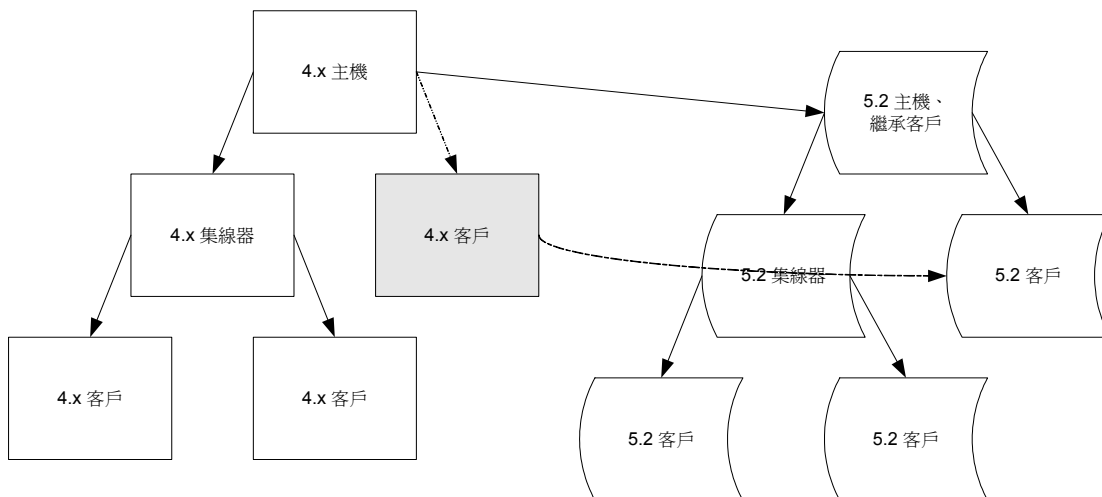 4.x 主機
5.2 主機、
繼承客戶
4.x 集線器
4.x 客戶
5.2 集線器
5.2 客戶
4.x 客戶
4.x 客戶
5.2 客戶
5.2 客戶